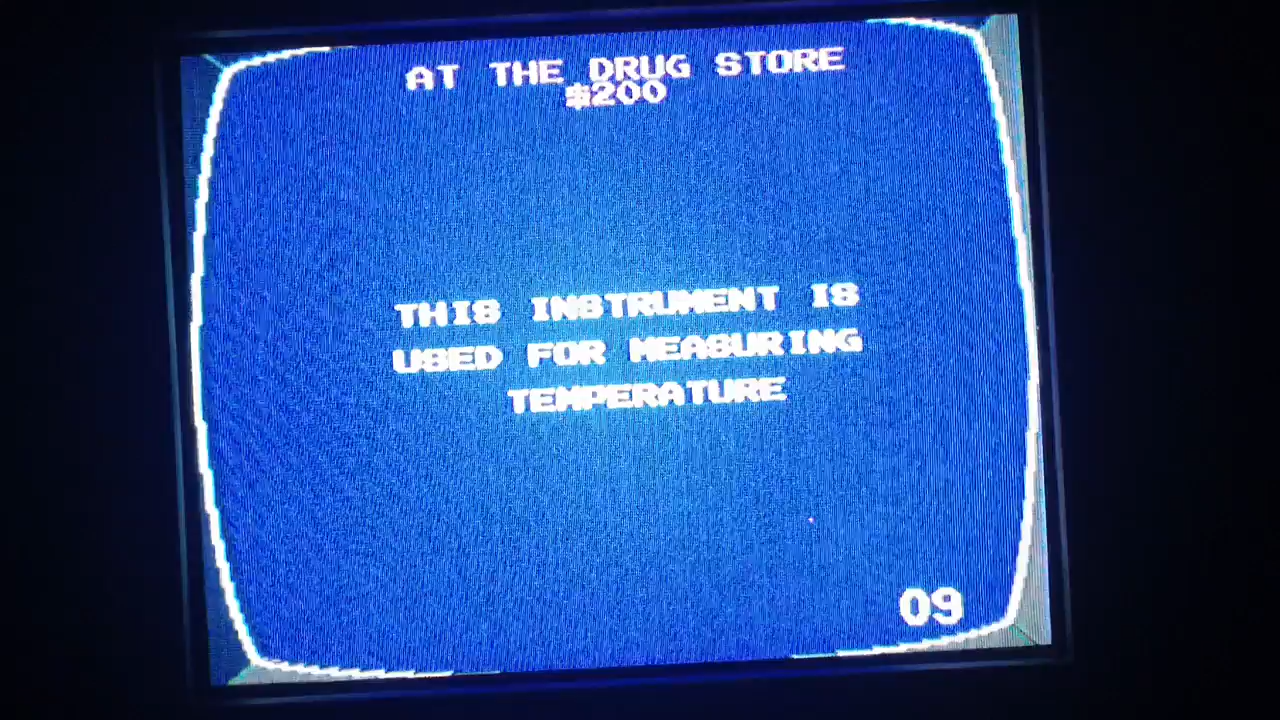 AT THE DRUG STORE
$200
THIS INSTRUMENT IS
USED FOR MEASURING
TEMPERATURE
09